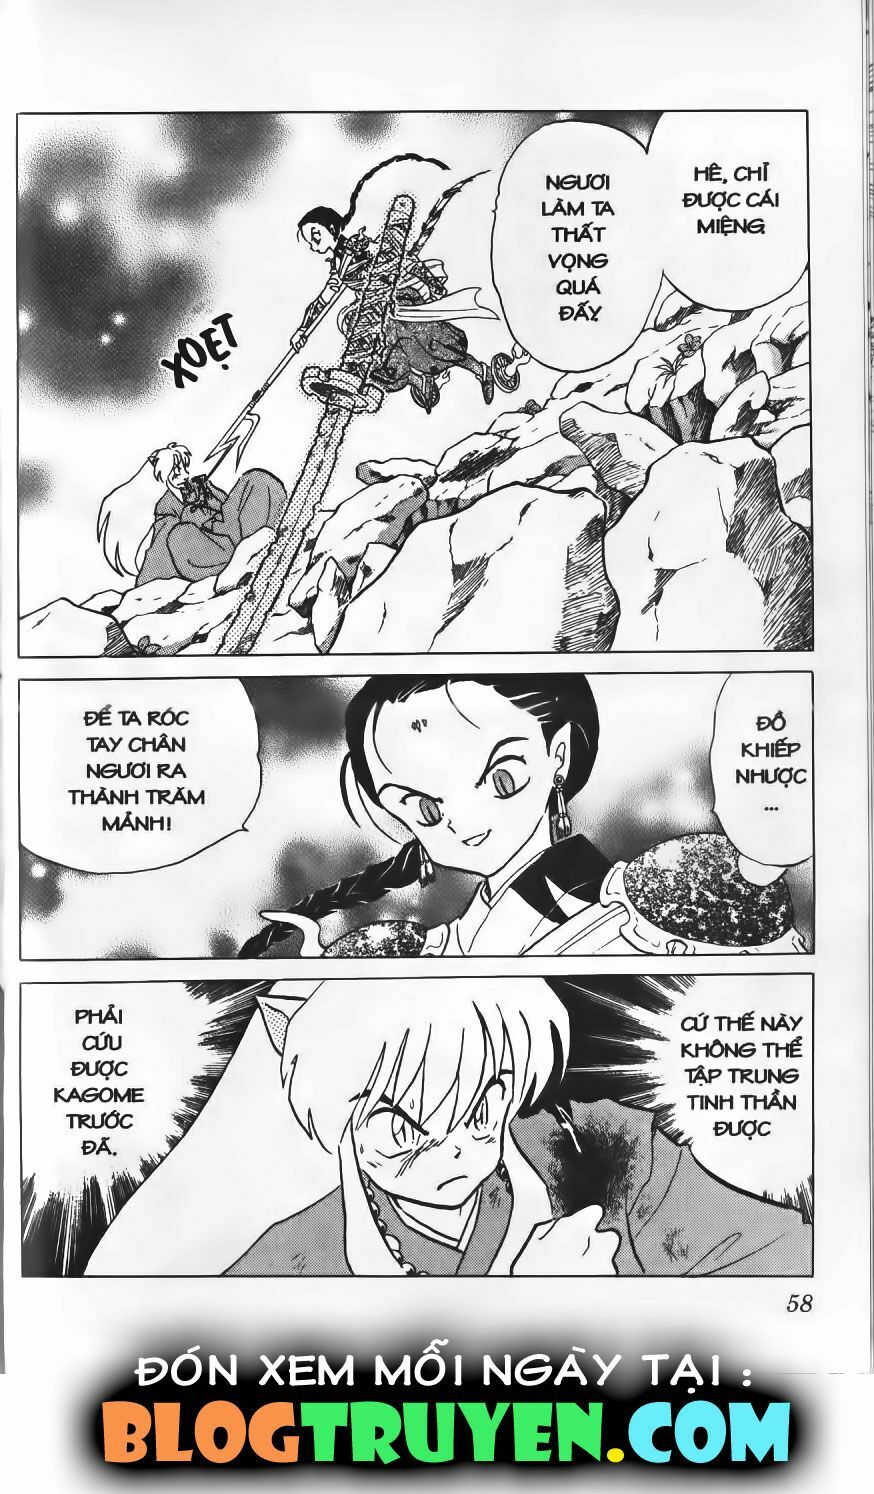 HÊ, CHỈ
ĐƯỢC CÁI
MIỆNG.
NGƯƠI
LÀM TA
THẤT
VỌNG
QUÁ
ĐẤY.
XOẸT
ĐỒ
KHIẾP
NHƯỢC
...
ĐỂ TA RÓC
TAY CHÂN
NGƯƠI RA
THÀNH TRĂM
MẢNH!
CỨ THẾ NÀY
KHÔNG THỂ
TẬP TRUNG
TINH THẦN
ĐƯỢC
PHẢI
CỨU
ĐƯỢC
KAGOME
TRƯỚC
ĐÃ.
58
ĐÓN XEM MỖI NGÀY TẠI :
BLOGTRUYEN.COM